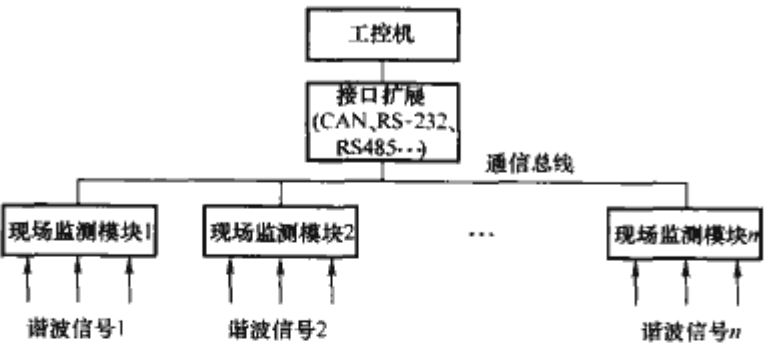 工控机
接口扩展
(CAN、RS-232、
RS485…)
通信总线
现场监测模块1
现场监测模块2
…
现场监测模块n
谐波信号1
谐波信号2
谐波信号n